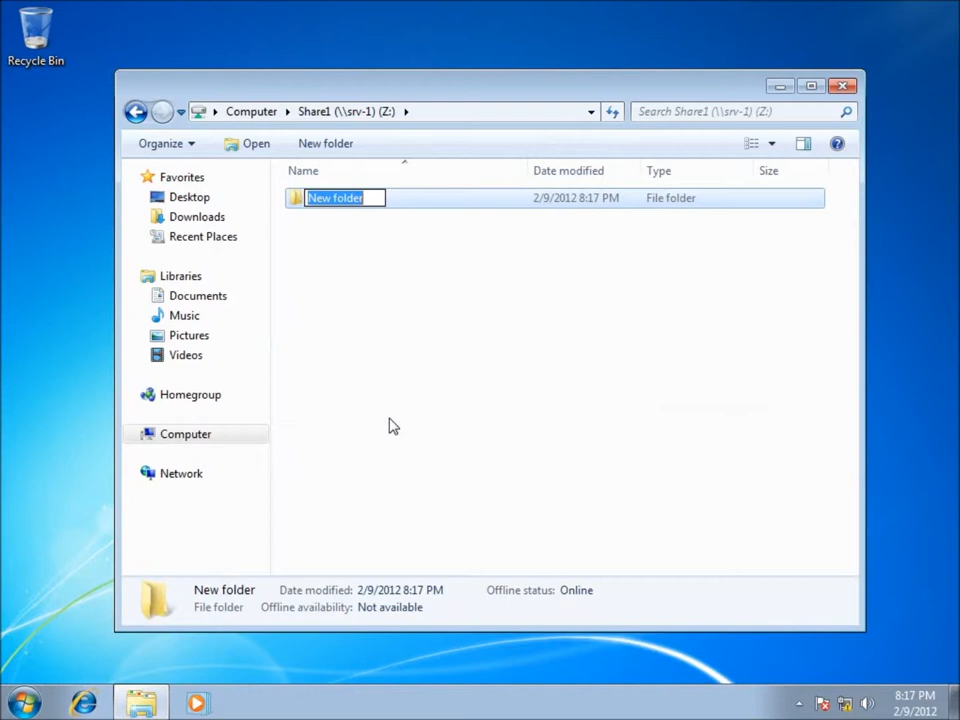 Recycle Bin
Computer Share1 (\\srv-1) (Z:)
Search Share1 (\\srv-1) (Z:)
Organize Open New folder
Name Date modified Type Size
New folder 2/9/2012 8:17 PM File folder
Favorites
Desktop
Downloads
Recent Places
Libraries
Documents
Music
Pictures
Videos
Homegroup
Computer
Network
New folder Date modified: 2/9/2012 8:17 PM Offline status: Online
File folder Offline availability: Not available
8:17 PM
2/9/2012